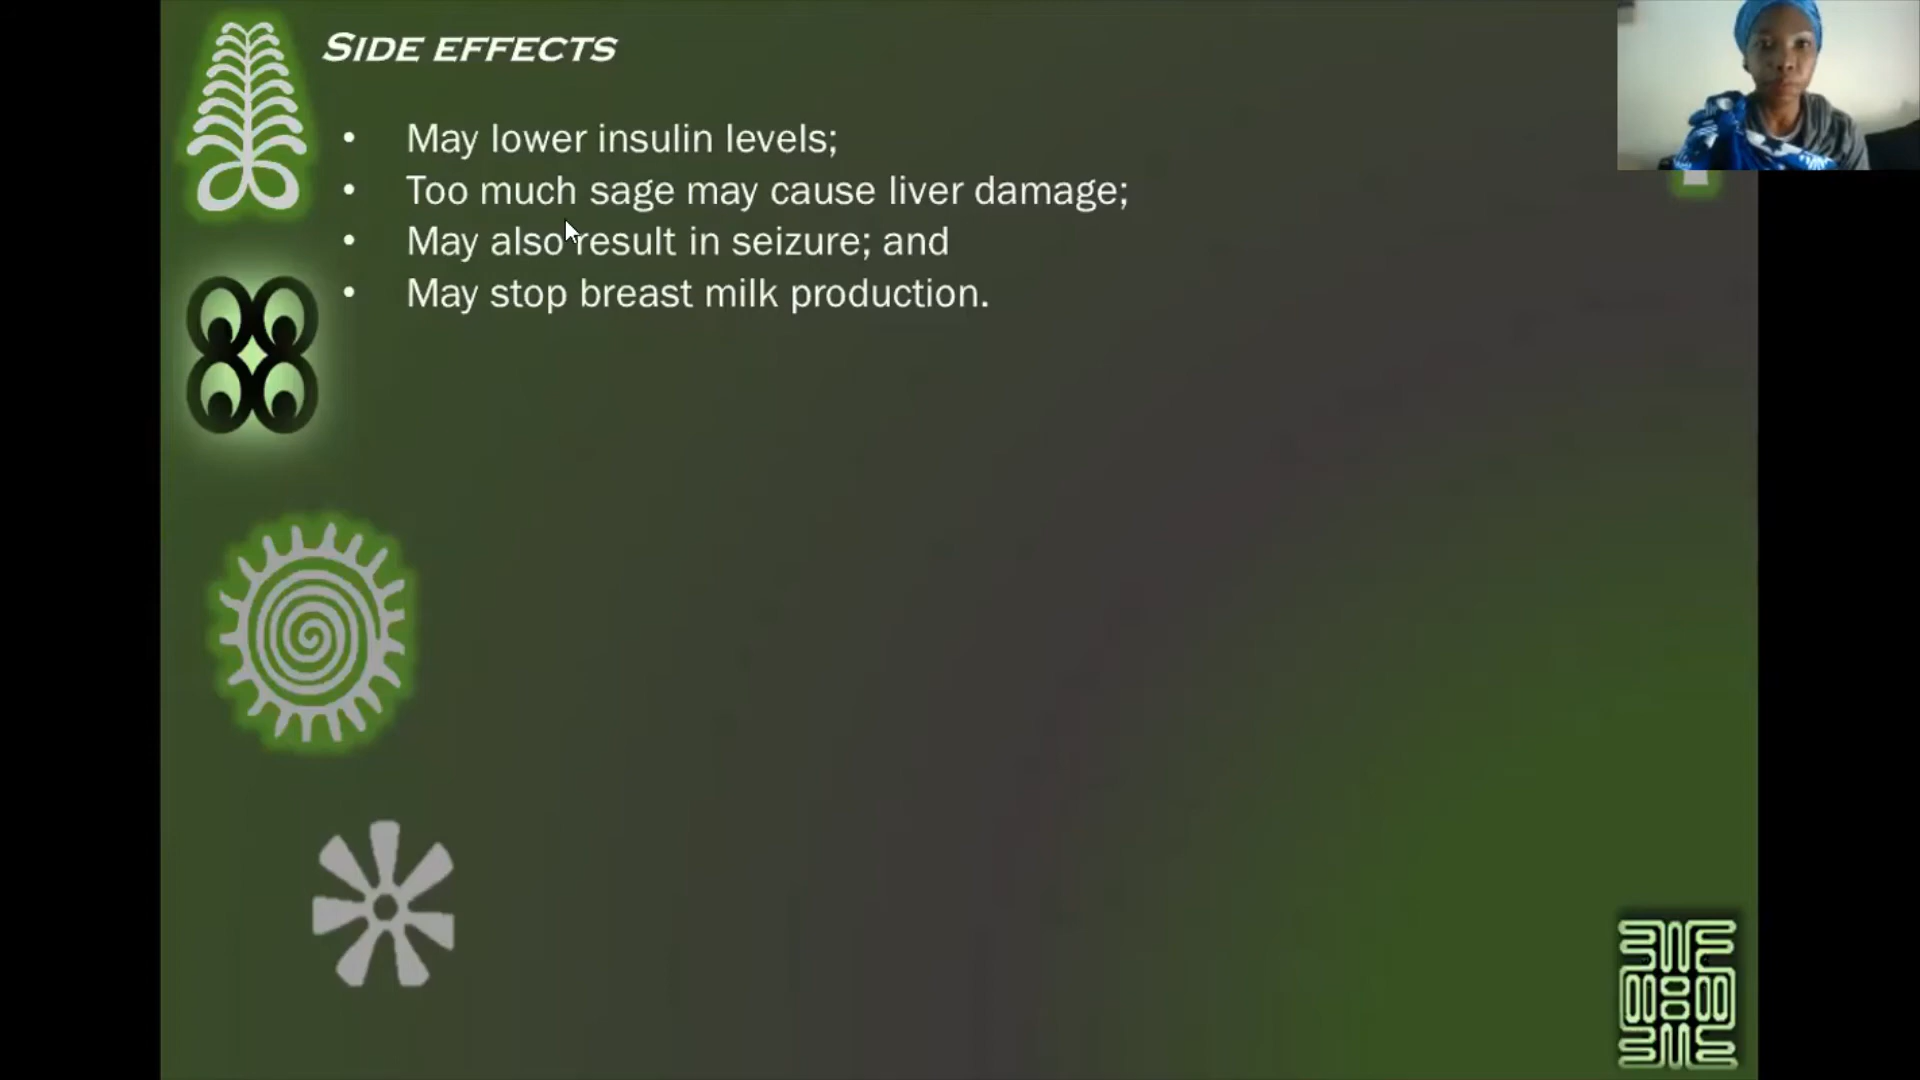 SIDE EFFECTS
• May lower insulin levels;
• Too much sage may cause liver damage;
• May also result in seizure; and
• May stop breast milk production.